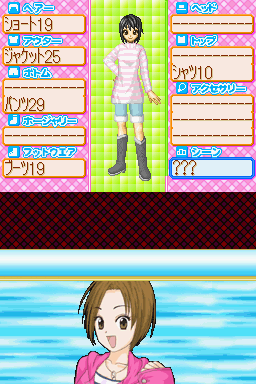 ヘアー
ショート19
アウター
ジャケット25
ボトム
パンツ29
ホージャリー
フットウエア
ブーツ19
ヘッド
トップ
シャツ10
アクセサリー
シーン
???